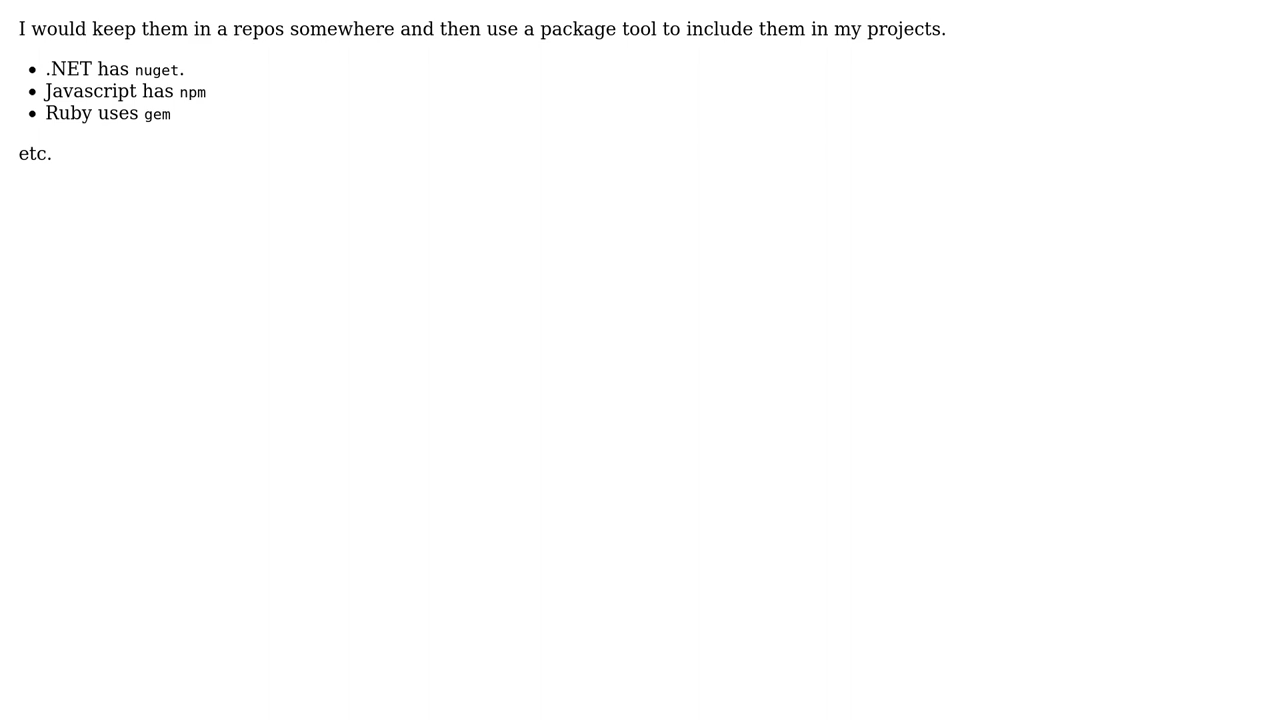 I would keep them in a repos somewhere and then use a package tool to include them in my projects.
• .NET has nuget.
• Javascript has npm
• Ruby uses gem
etc.